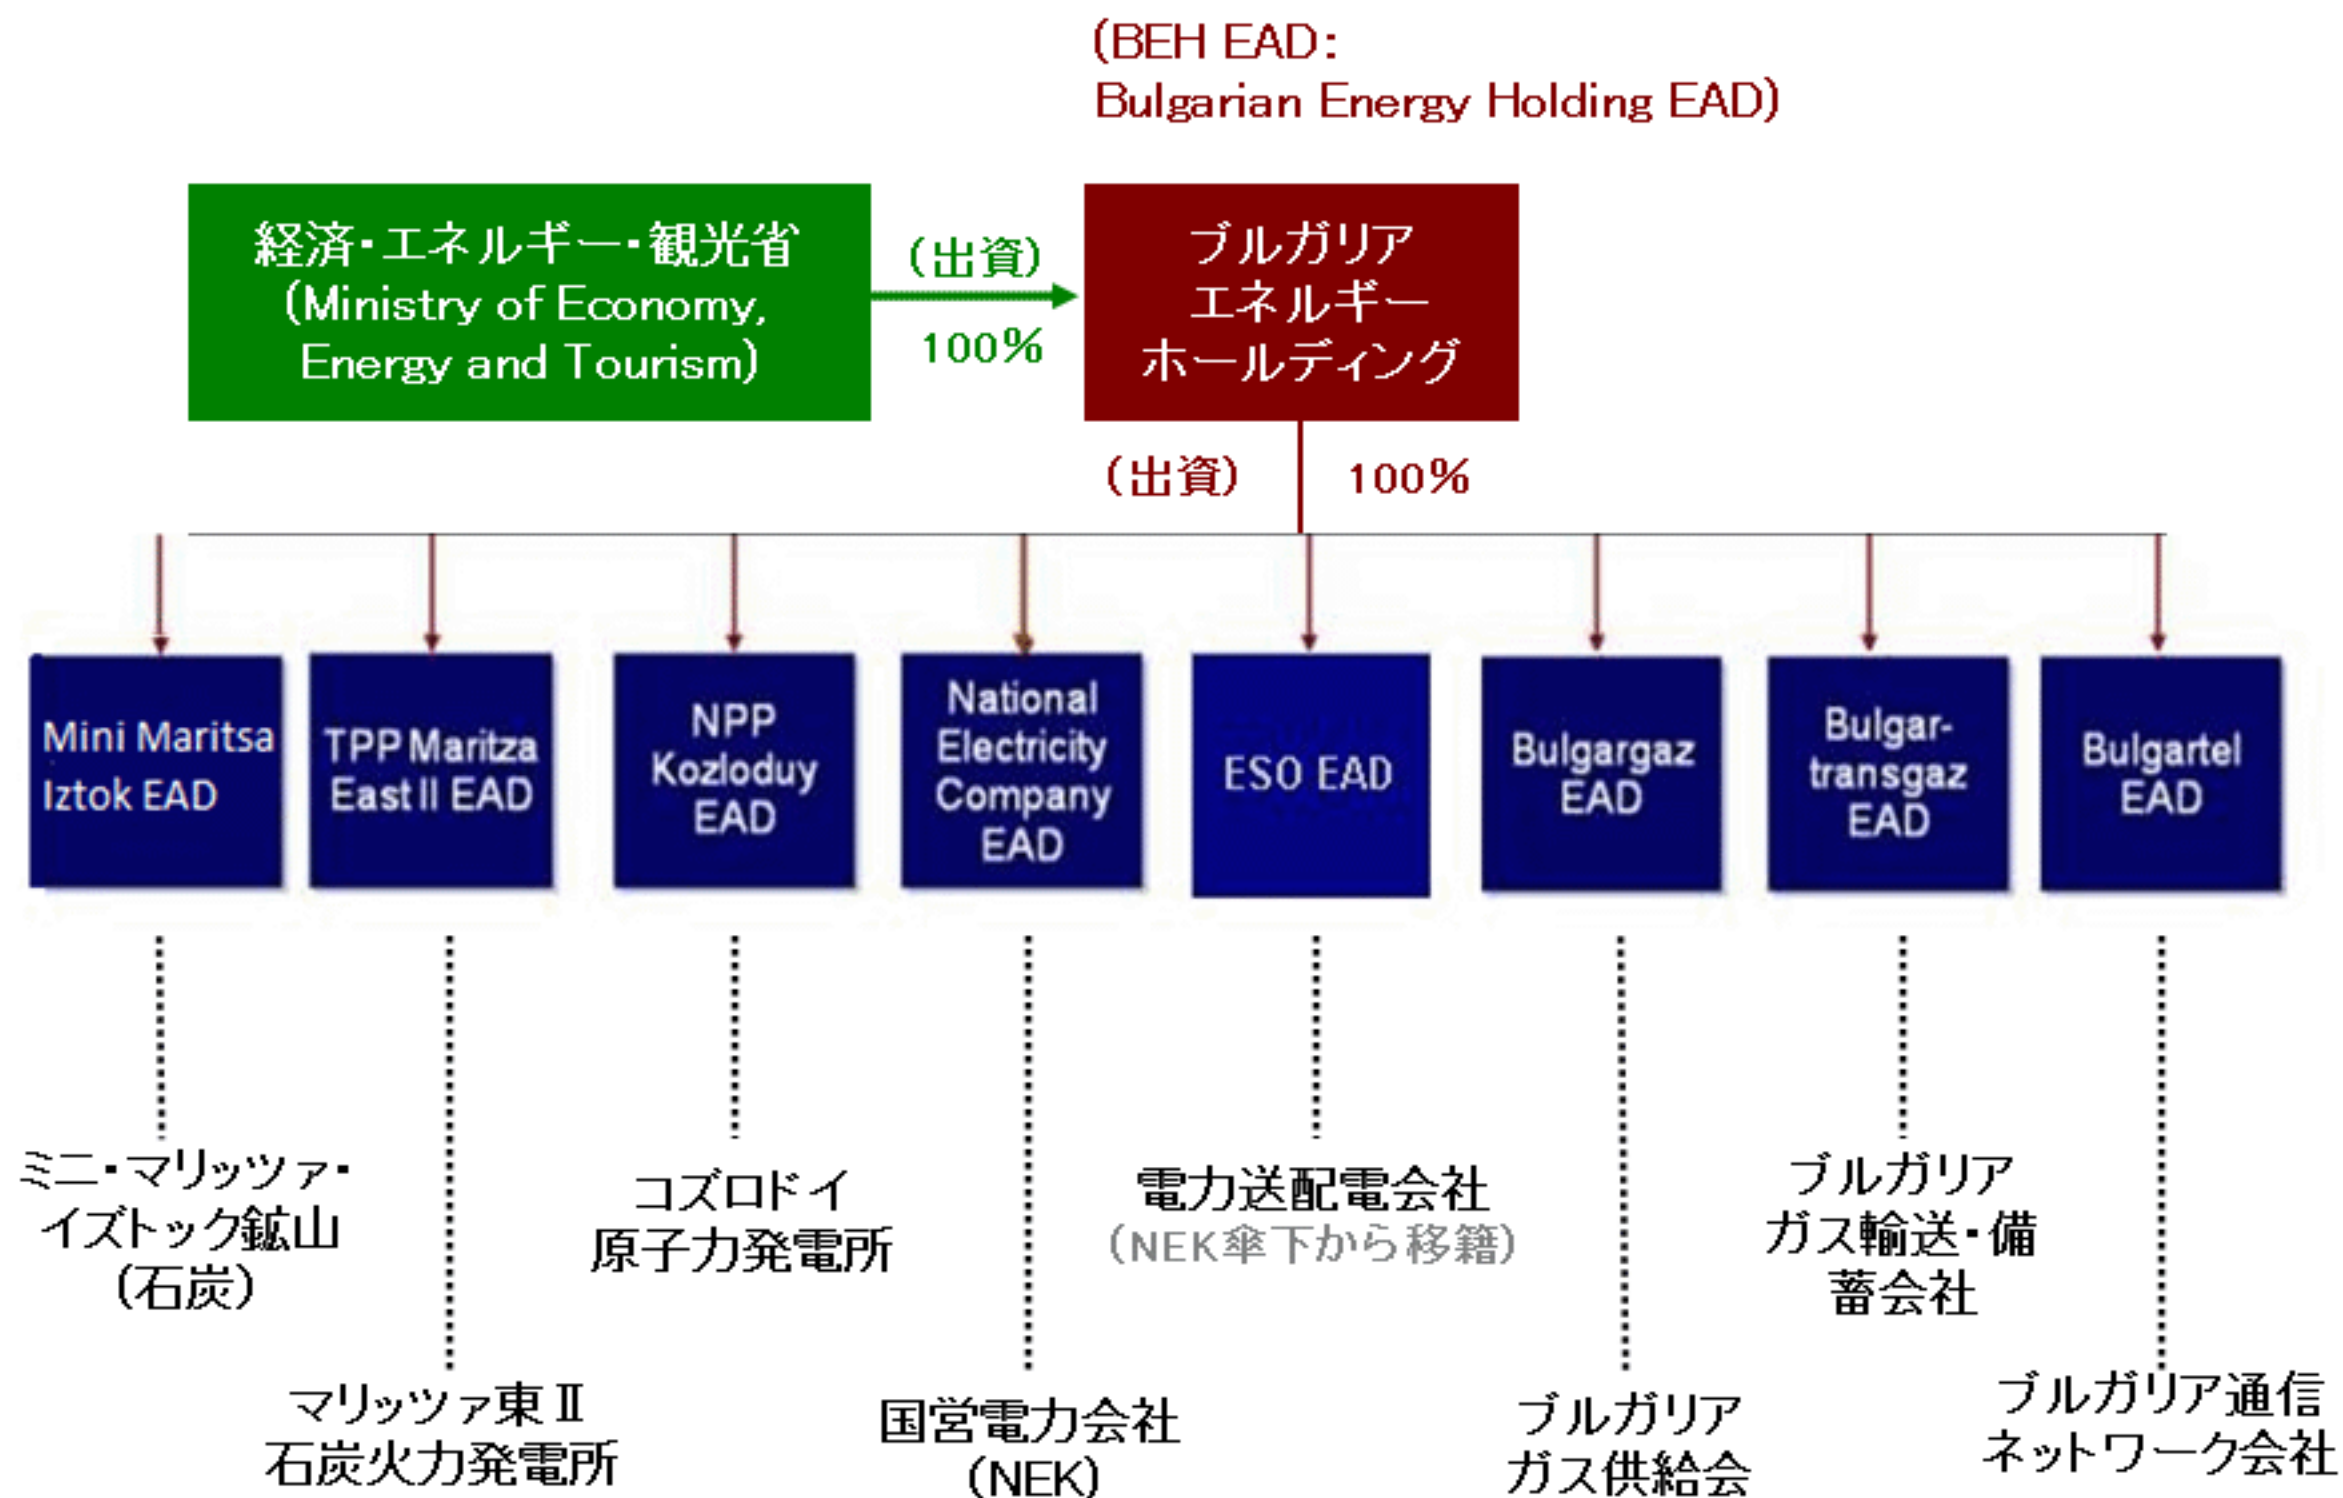 (BEH EAD:
Bulgarian Energy Holding EAD)
経済・エネルギー・観光省
(Ministry of Economy,
Energy and Tourism)
(出資)
100%
ブルガリア
エネルギー
ホールディング
(出資) 100%
Mini Maritsa
Iztok EAD
TPP Maritza
East II EAD
NPP
Kozloduy
EAD
National
Electricity
Company
EAD
ESO EAD
Bulgargaz
EAD
Bulgar-
transgaz
EAD
Bulgartel
EAD
ミニ・マリッツァ・
イズトック鉱山
(石炭)
マリッツァ東Ⅱ
石炭火力発電所
コズロドイ
原子力発電所
国営電力会社
(NEK)
電力送配電会社
(NEK傘下から移籍)
ブルガリア
ガス供給会
ブルガリア
ガス輸送・備
蓄会社
ブルガリア通信
ネットワーク会社